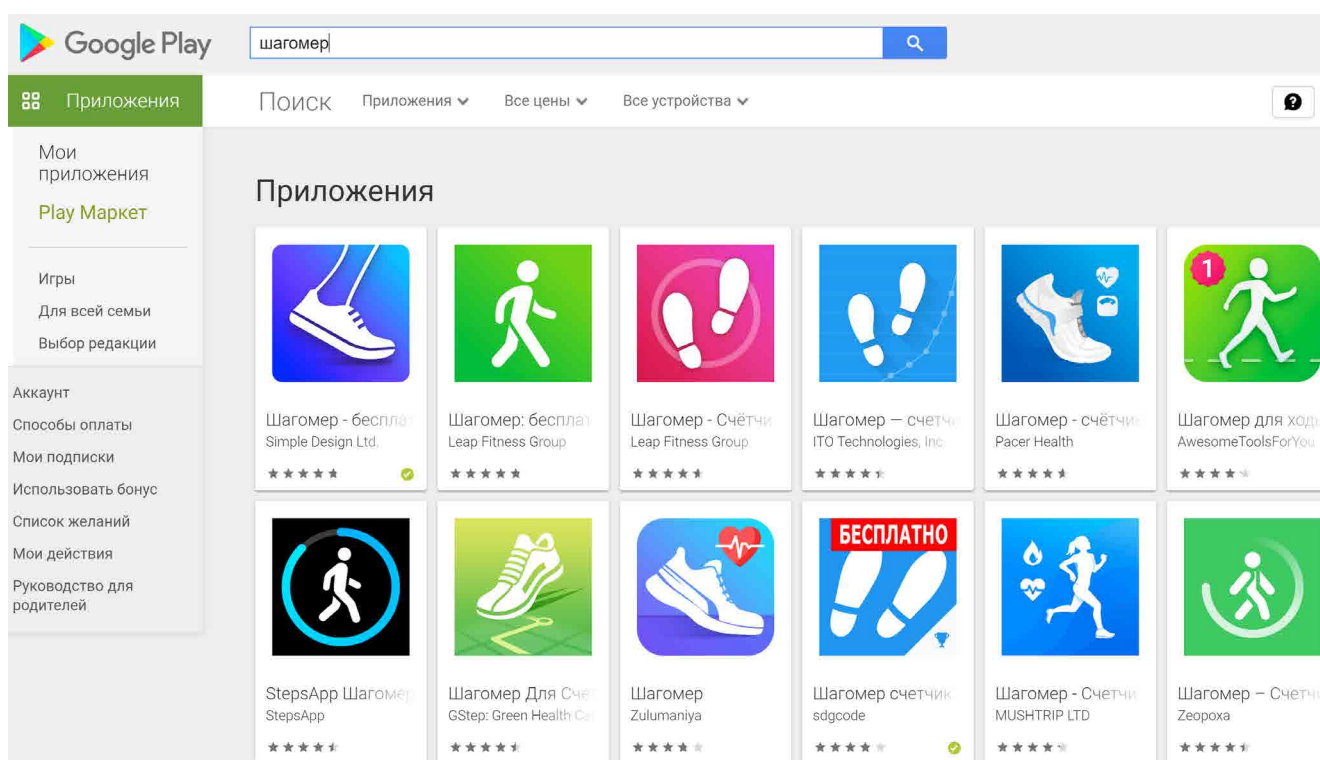 Google Play
шагомер
Приложения
Поиск
Приложения
Все цены
Все устройства
Мои
приложения
Play Маркет
Игры
Для всей семьи
Выбор редакции
Аккаунт
Способы оплаты
Мои подписки
Использовать бонус
Список желаний
Мои действия
Руководство для
родителей
Приложения
1
Шагомер - беспла
Simple Design Ltd.
Шагомер: бесплат
Leap Fitness Group
Шагомер - Счётчи
Leap Fitness Group
Шагомер — счетч
ITO Technologies, Inc.
Шагомер - счётчи
Pacer Health
Шагомер для ход
AwesomeToolsForYou
БЕСПЛАТНО
StepsApp Шагомер
StepsApp
Шагомер Для Сче
GStep: Green Health
Шагомер
Zulumaniya
Шагомер счетчик
sdgcode
Шагомер - Счетчи
MUSHTRIP LTD
Шагомер – Счетч
Zeopoxa